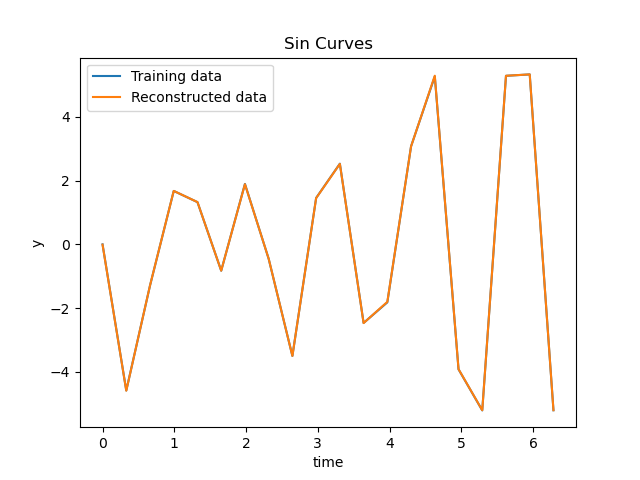 Sin Curves
Training data
Reconstructed data
4
2
0
−2
−4
y
0 1 2 3 4 5 6
time